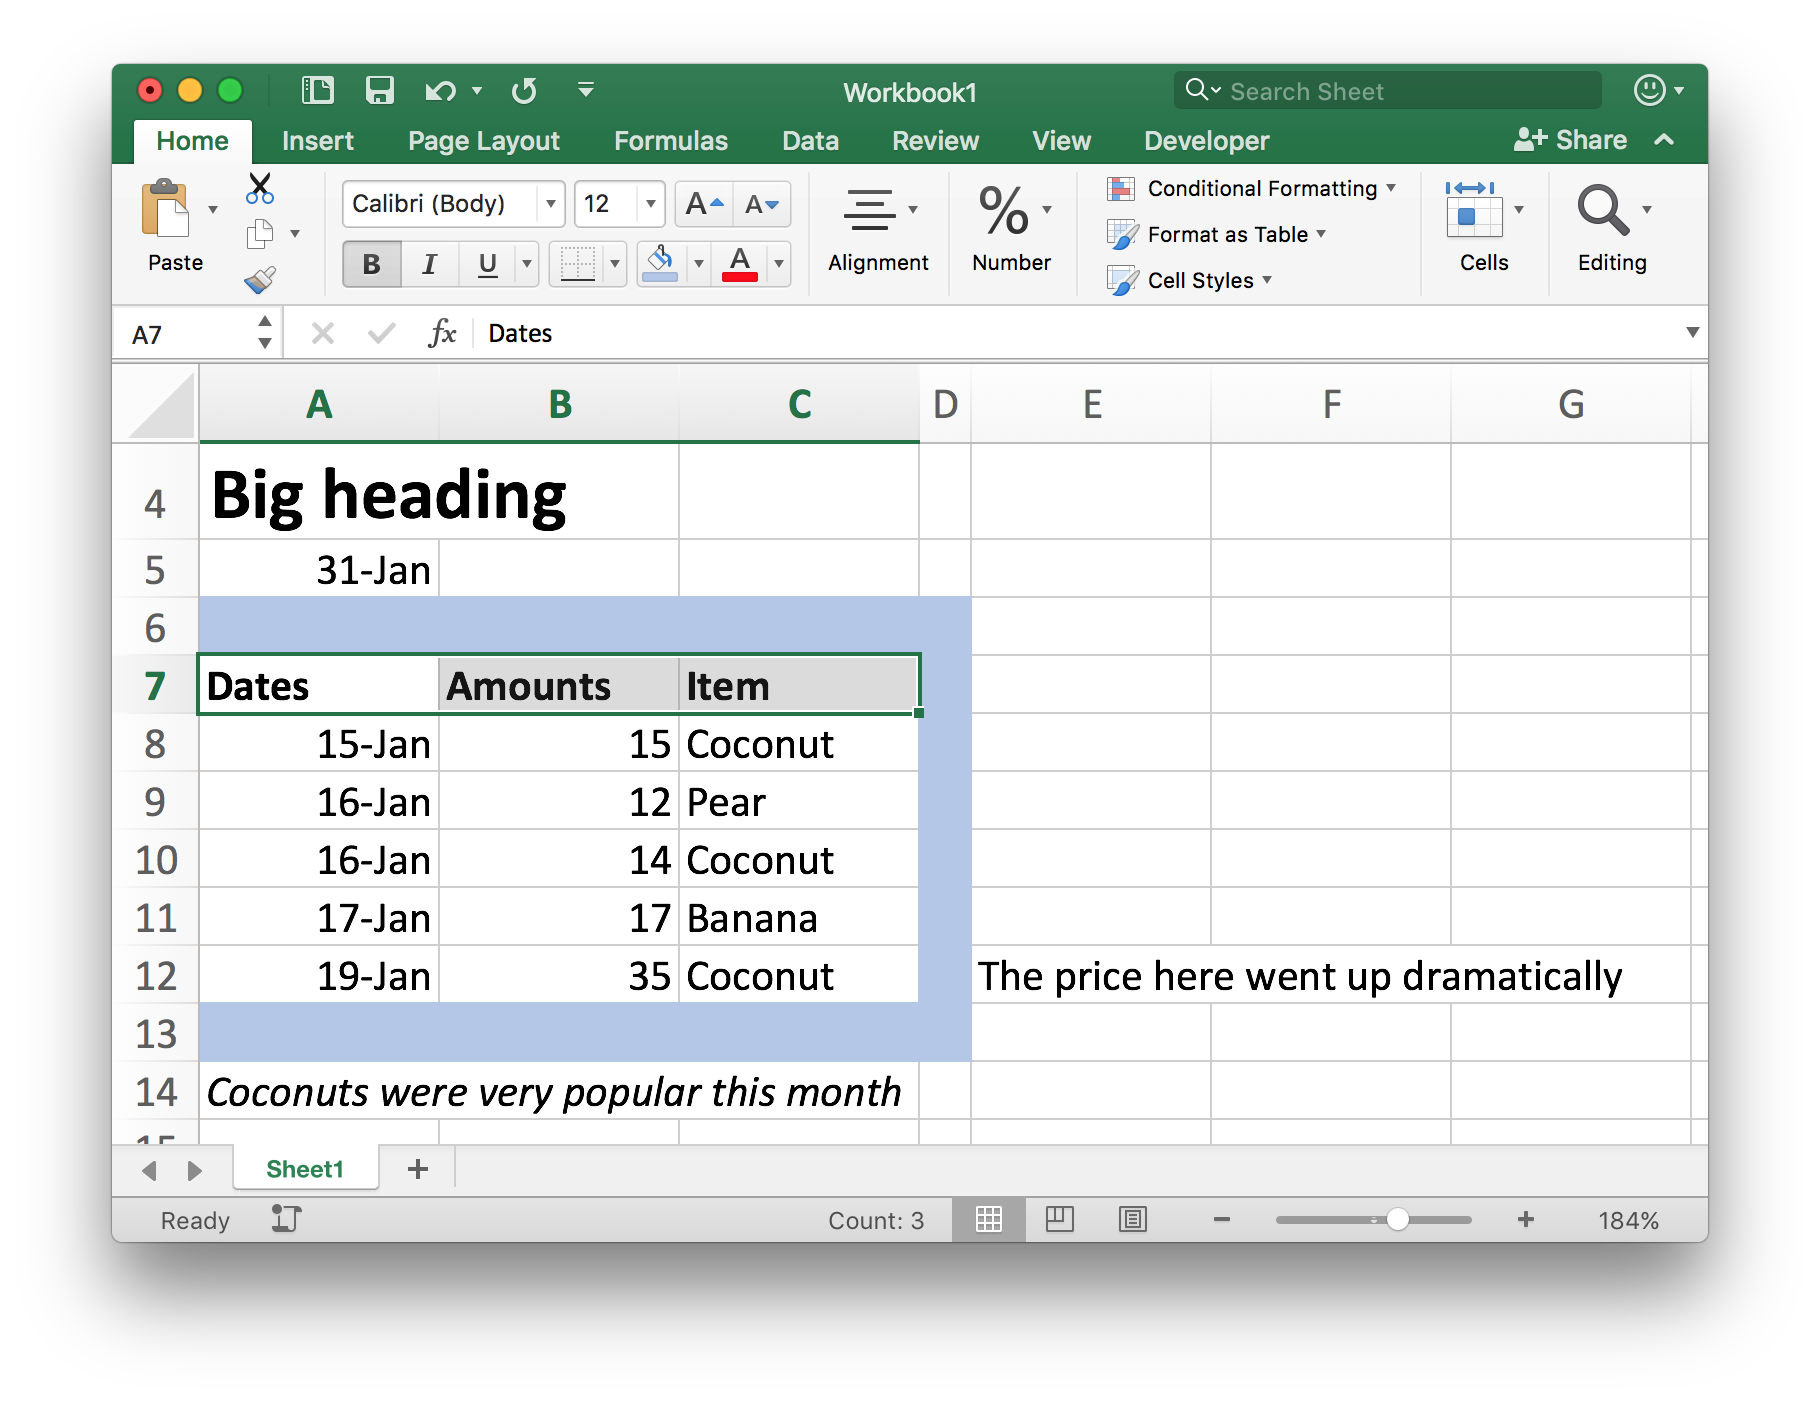 Workbook1
Search Sheet
Home Insert Page Layout Formulas Data Review View Developer Share
Calibri (Body) 12 A A
Conditional Formatting
Format as Table
Cell Styles
B I U A
%
Paste Alignment Number Cells Editing
A7 fx Dates
A B C D E F G
4 Big heading
5 31-Jan
6
7 Dates Amounts Item
8 15-Jan 15 Coconut
9 16-Jan 12 Pear
10 16-Jan 14 Coconut
11 17-Jan 17 Banana
12 19-Jan 35 Coconut The price here went up dramatically
13
14 Coconuts were very popular this month
15
Sheet1 +
Ready Count: 3 184%